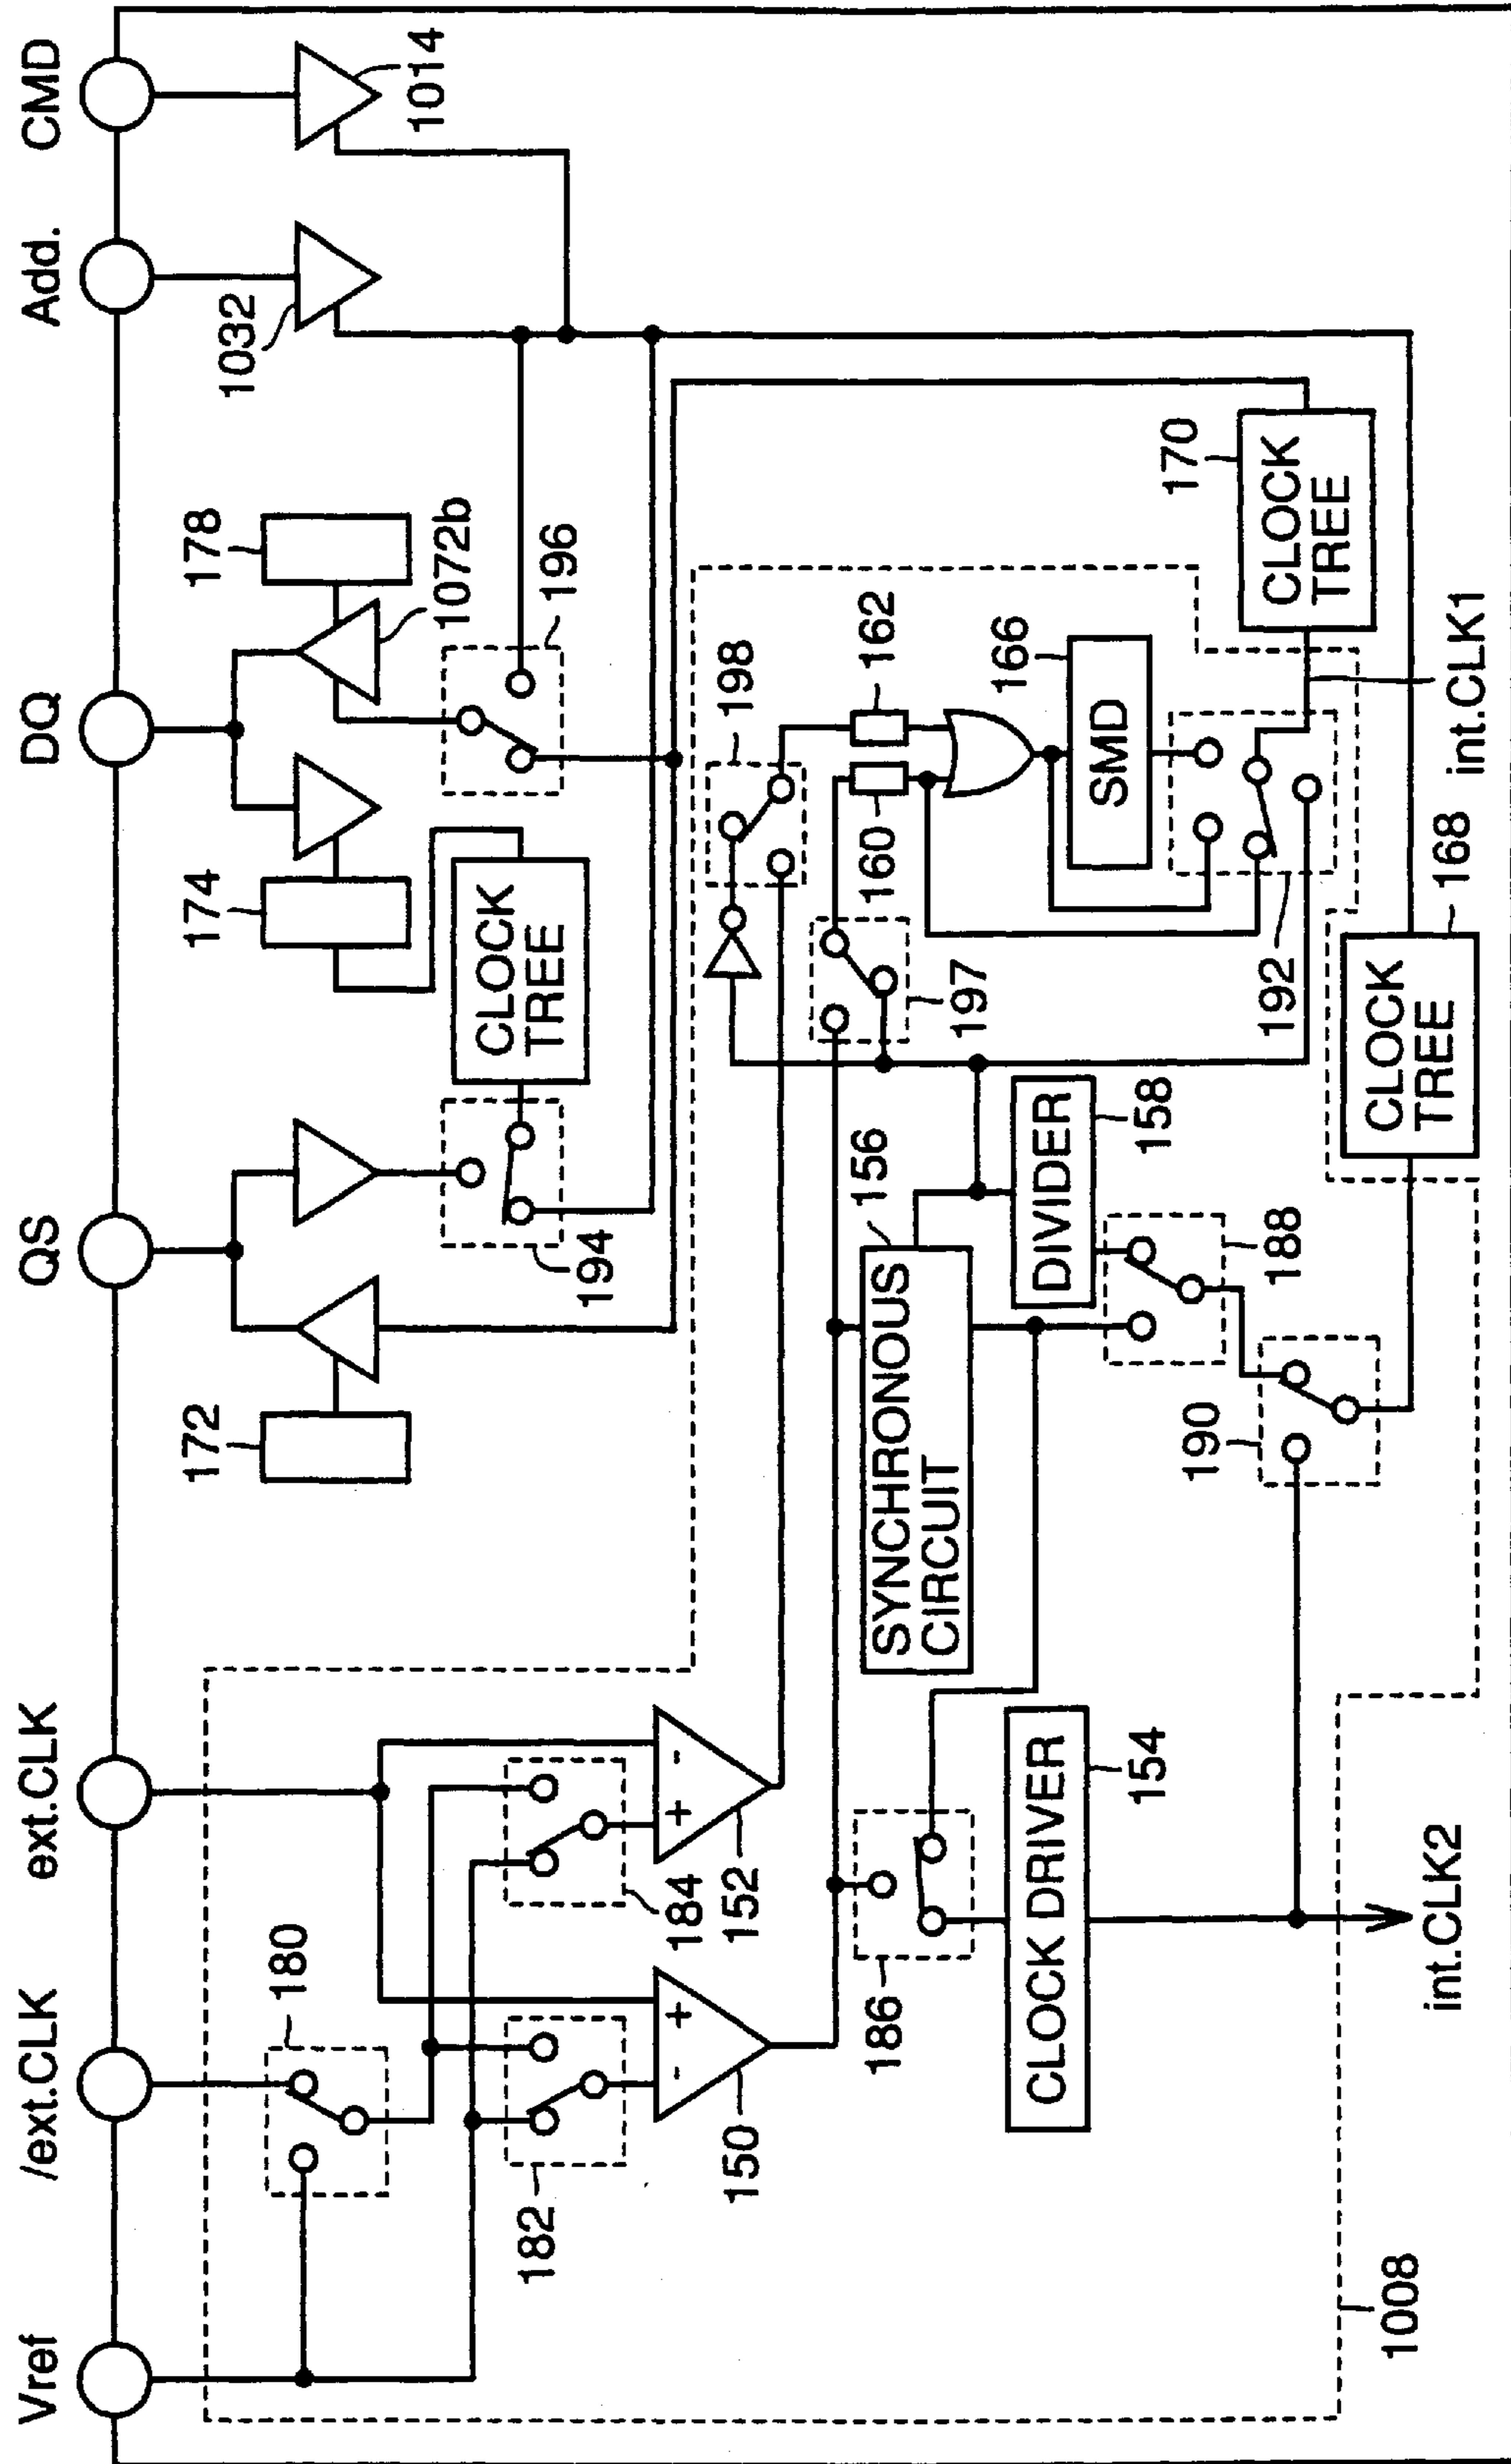 Vref
/ext.CLK
ext.CLK
QS
DQ
Add.
CMD
180
182
184
150
152
172
174
178
1072b
194
196
1032
1014
CLOCK
TREE
198
162
160
197
166
SMD
192
170
CLOCK
TREE
int.CLK1
168
CLOCK
TREE
156
SYNCHRONOUS
CIRCUIT
158
DIVIDER
188
190
186
CLOCK DRIVER
154
int.CLK2
1008